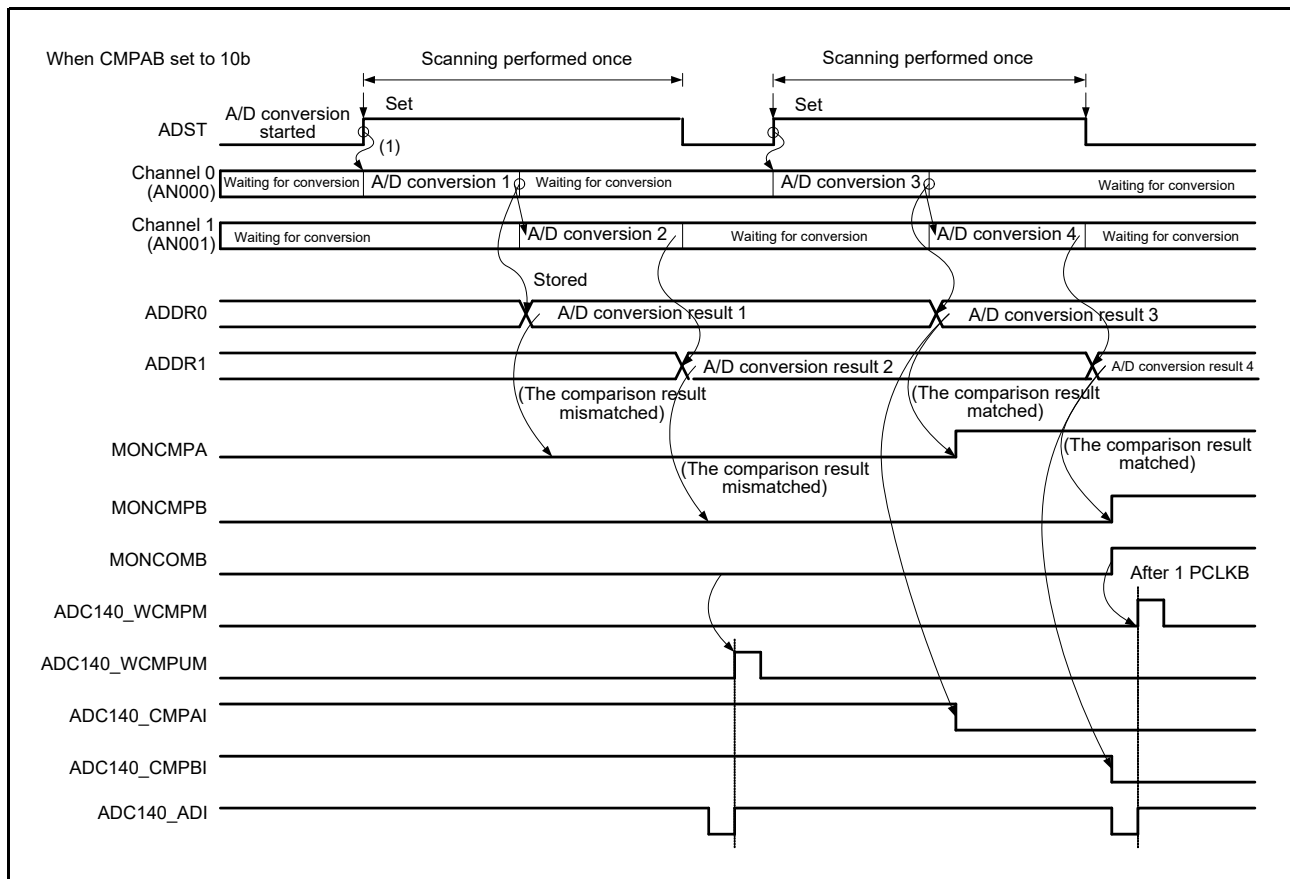 When CMPAB set to 10b
Scanning performed once
Scanning performed once
A/D conversion
started
Set
Set
ADST
(1)
Channel 0
(AN000)
Waiting for conversion
A/D conversion 1
Waiting for conversion
A/D conversion 3
Waiting for conversion
Channel 1
(AN001)
Waiting for conversion
A/D conversion 2
Waiting for conversion
A/D conversion 4
Waiting for conversion
Stored
ADDR0
A/D conversion result 1
A/D conversion result 3
ADDR1
A/D conversion result 2
A/D conversion result 4
(The comparison result
mismatched)
(The comparison result
matched)
MONCMPA
(The comparison result
mismatched)
(The comparison result
matched)
MONCMPB
MONCOMB
After 1 PCLKB
ADC140_WCMPM
ADC140_WCMPUM
ADC140_CMPAI
ADC140_CMPBI
ADC140_ADI